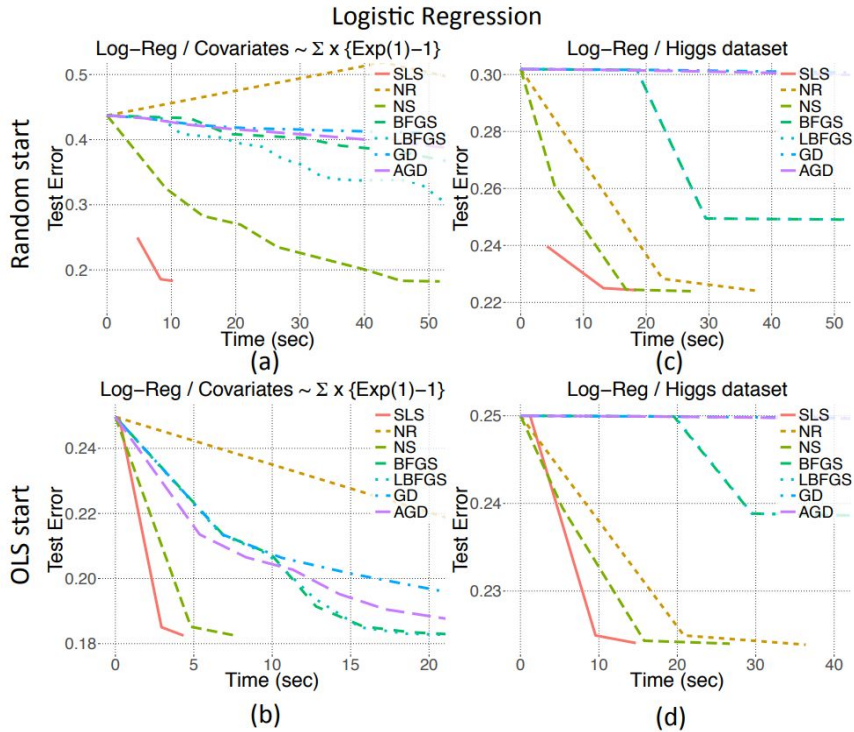 Logistic Regression
Random start
Log-Reg / Covariates ~ Σ x {Exp(1)-1}
Test Error
0.5
0.4
0.3
0.2
SLS
NR
NS
BFGS
LBFGS
GD
AGD
0 10 20 30 40 50
Time (sec)
(a)
Log-Reg / Higgs dataset
Test Error
0.30
0.28
0.26
0.24
0.22
SLS
NR
NS
BFGS
LBFGS
GD
AGD
0 10 20 30 40 50
Time (sec)
(c)
OLS start
Log-Reg / Covariates ~ Σ x {Exp(1)-1}
Test Error
0.24
0.22
0.20
0.18
SLS
NR
NS
BFGS
LBFGS
GD
AGD
0 5 10 15 20
Time (sec)
(b)
Log-Reg / Higgs dataset
Test Error
0.25
0.24
0.23
SLS
NR
NS
BFGS
LBFGS
GD
AGD
0 10 20 30 40
Time (sec)
(d)